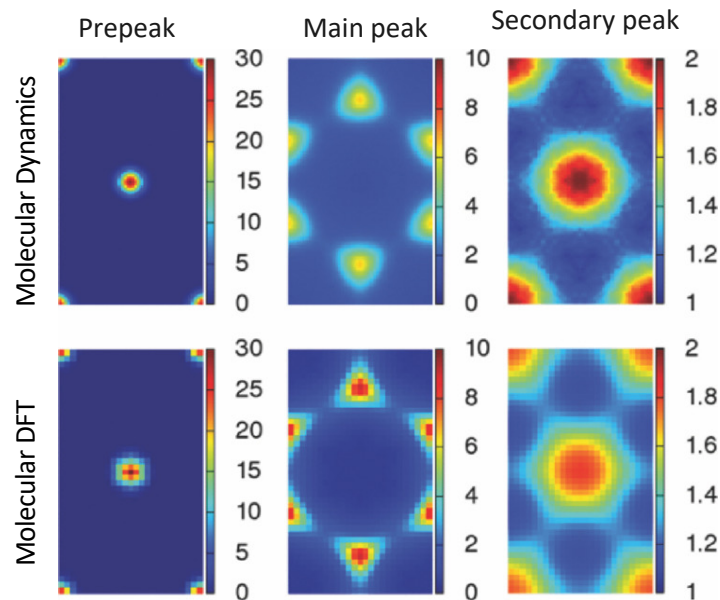 Prepeak Main peak Secondary peak
Molecular Dynamics
30 10 2
25 8 1.8
20 6 1.6
15
10 4 1.4
5 2 1.2
0 0 1
Molecular DFT
30 10 2
25 8 1.8
20 6 1.6
15
10 4 1.4
5 2 1.2
0 0 1